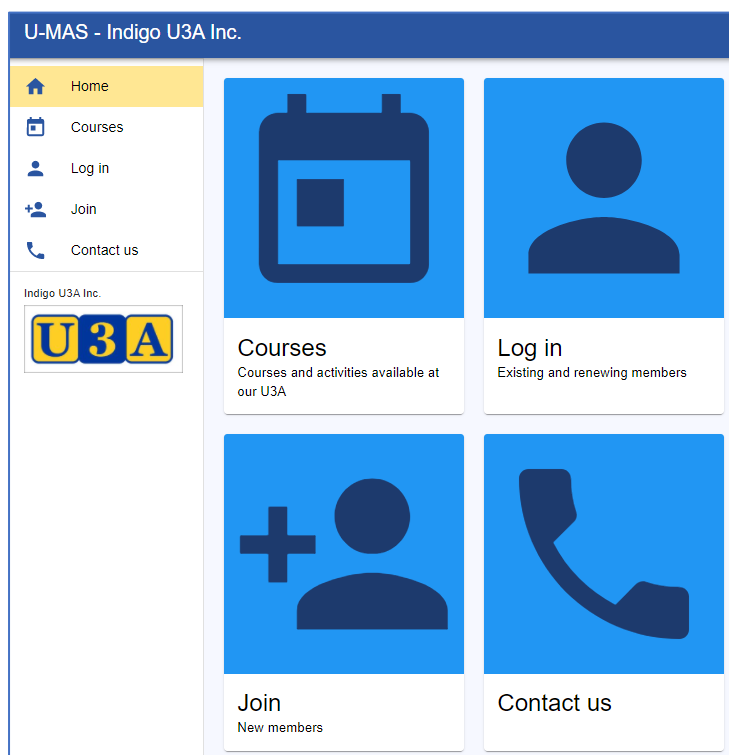 U-MAS - Indigo U3A Inc.
Home
Courses
Log in
Join
Contact us
Indigo U3A Inc.
U3A
Courses
Courses and activities available at
our U3A
Log in
Existing and renewing members
Join
New members
Contact us